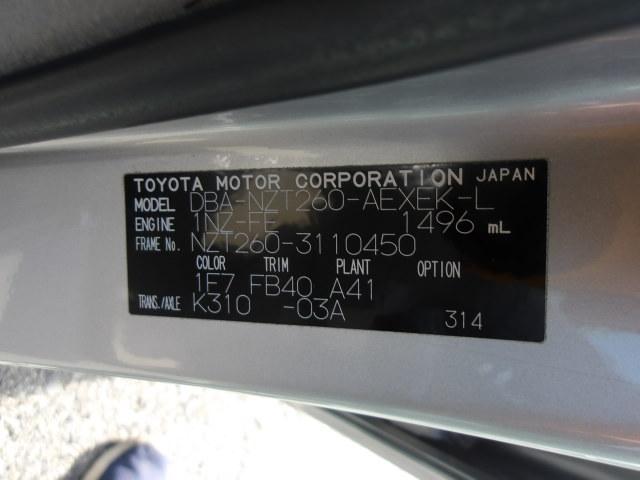 TOYOTA MOTOR CORPORATION JAPAN
MODEL DBA-NZT260-AEXEK-L
ENGINE 1NZ-FE 1496 mL
FRAME No. NZT260-3110450
COLOR TRIM PLANT OPTION
1E7 FB40 A41
TRANS./AXLE K310 -03A
314